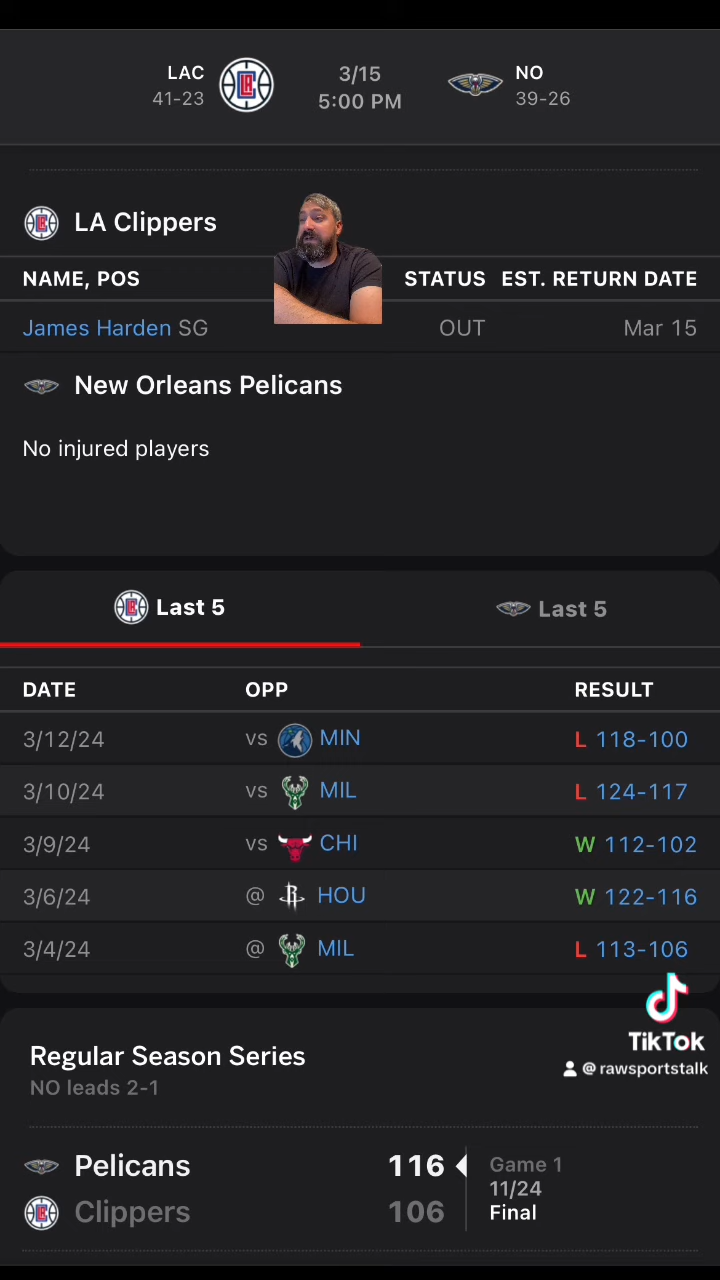 LAC 3/15 NO
41-23 5:00 PM 39-26
LA Clippers
NAME, POS STATUS EST. RETURN DATE
James Harden SG OUT Mar 15
New Orleans Pelicans
No injured players
Last 5 Last 5
DATE OPP RESULT
3/12/24 vs MIN L 118-100
3/10/24 vs MIL L 124-117
3/9/24 vs CHI W 112-102
3/6/24 @ HOU W 122-116
3/4/24 @ MIL L 113-106
TikTok
@rawsportstalk
Regular Season Series
NO leads 2-1
Pelicans 116 Game 1
11/24
Clippers 106 Final